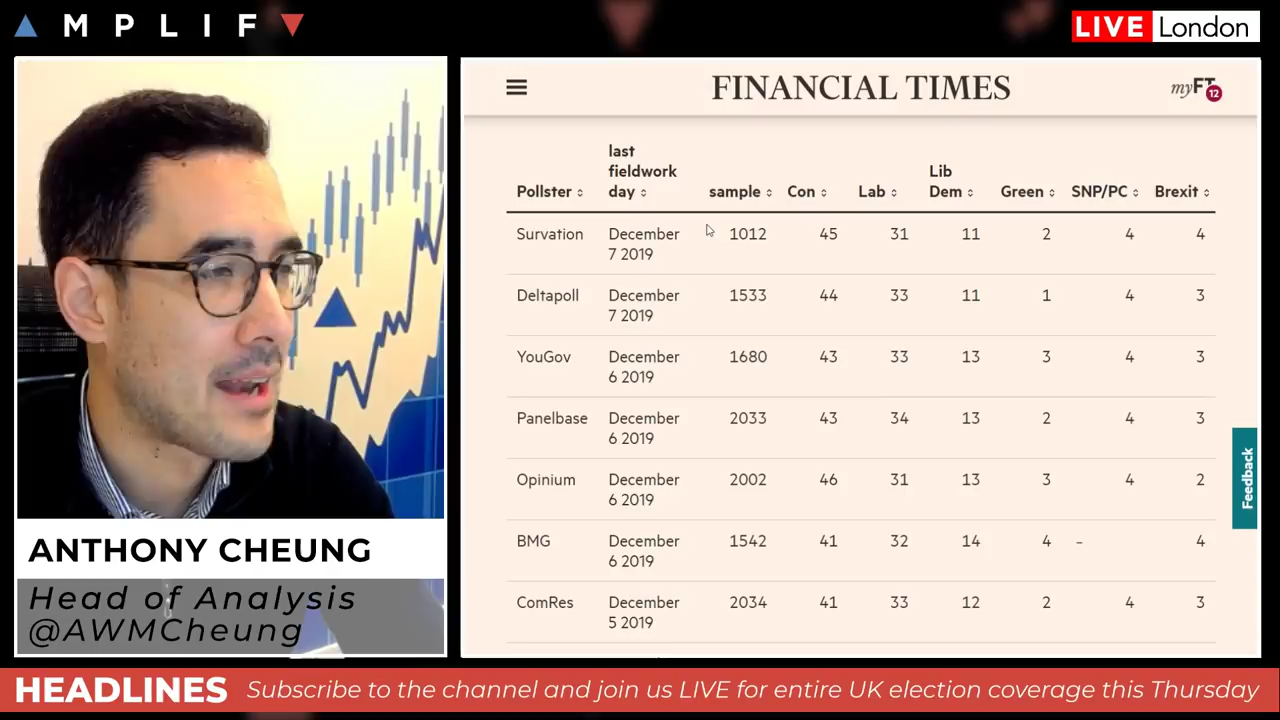 AMPLIFY
LIVE London
FINANCIAL TIMES
myFT
12
Pollster last fieldwork day sample Con Lab Lib Dem Green SNP/PC Brexit
Survation December 7 2019 1012 45 31 11 2 4 4
Deltapoll December 7 2019 1533 44 33 11 1 4 3
YouGov December 6 2019 1680 43 33 13 3 4 3
Panelbase December 6 2019 2033 43 34 13 2 4 3
Opinium December 6 2019 2002 46 31 13 3 4 2
BMG December 6 2019 1542 41 32 14 4 - 4
ComRes December 5 2019 2034 41 33 12 2 4 3
Feedback
ANTHONY CHEUNG
Head of Analysis
@AWMCheung
HEADLINES Subscribe to the channel and join us LIVE for entire UK election coverage this Thursday